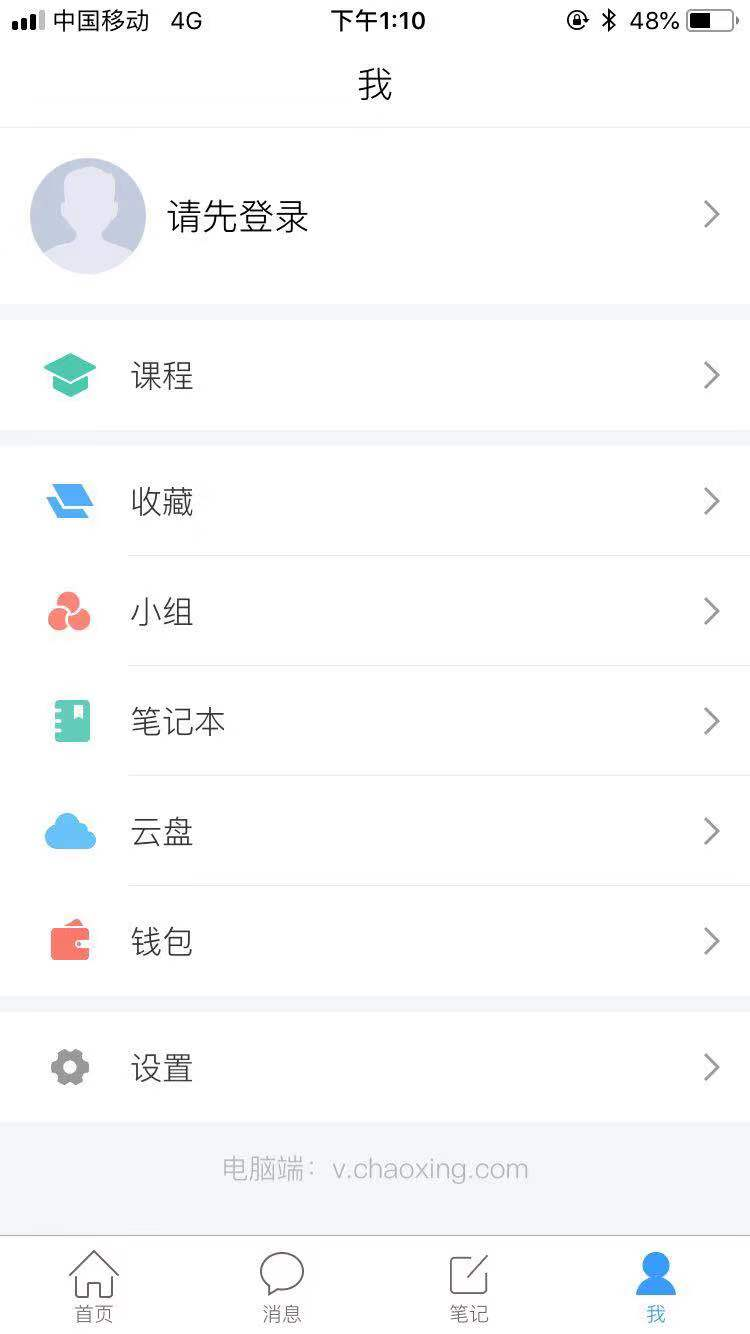 中国移动 4G 下午1:10 48%
我
请先登录
课程
收藏
小组
笔记本
云盘
钱包
设置
电脑端：v.chaoxing.com
首页 消息 笔记 我